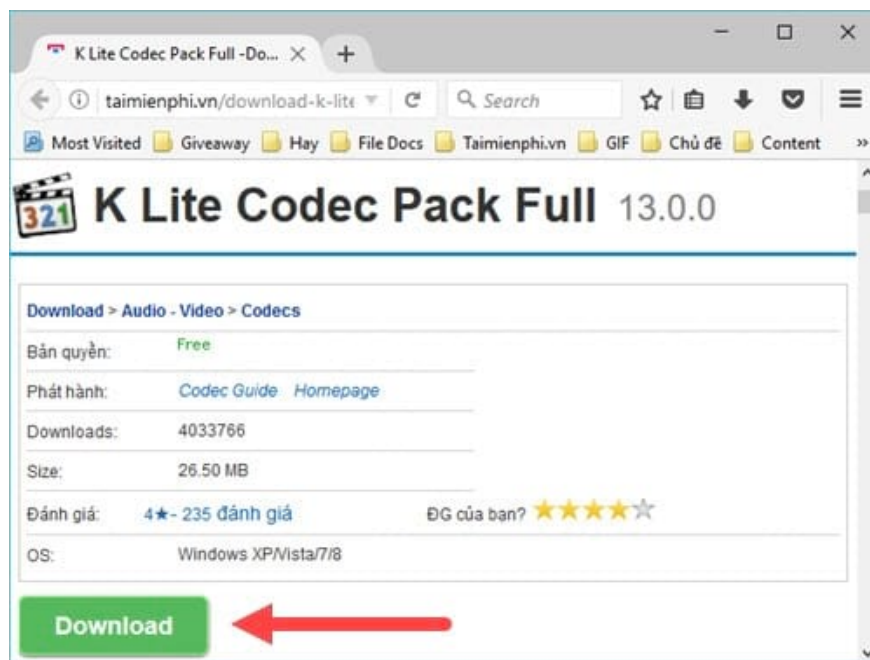 K Lite Codec Pack Full -Do...
taimienphi.vn/download-k-lite
Search
Most Visited Giveaway Hay File Docs Taimienphi.vn GIF Chủ đề Content »
321 K Lite Codec Pack Full 13.0.0
Download > Audio - Video > Codecs
Bản quyền: Free
Phát hành: Codec Guide Homepage
Downloads: 4033766
Size: 26.50 MB
Đánh giá: 4★- 235 đánh giá ĐG của bạn?
OS: Windows XP/Vista/7/8
Download